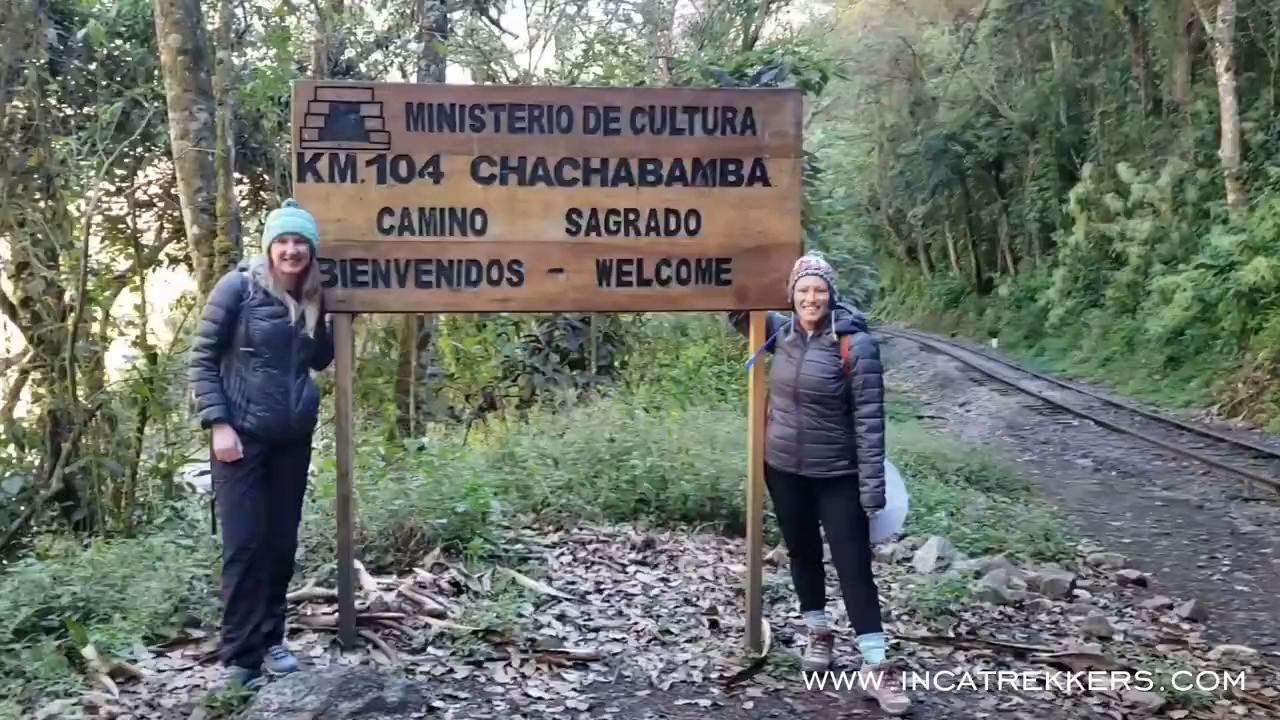 MINISTERIO DE CULTURA
KM.104 CHACHABAMBA
CAMINO SAGRADO
BIENVENIDOS - WELCOME
WWW.INCATREKKERS.COM